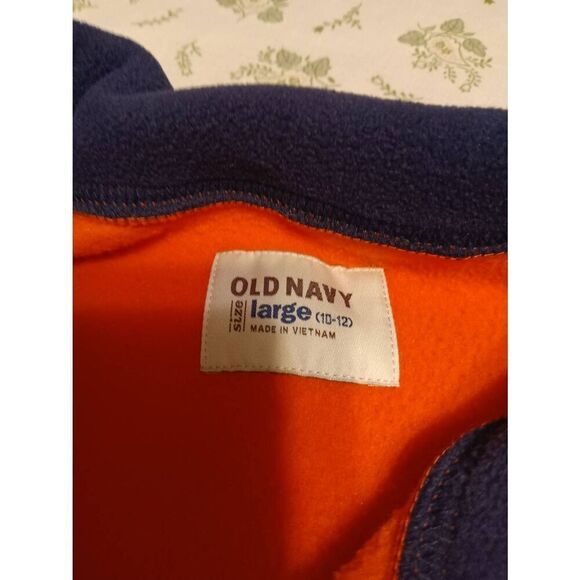 OLD NAVY
size large (10-12)
MADE IN VIETNAM